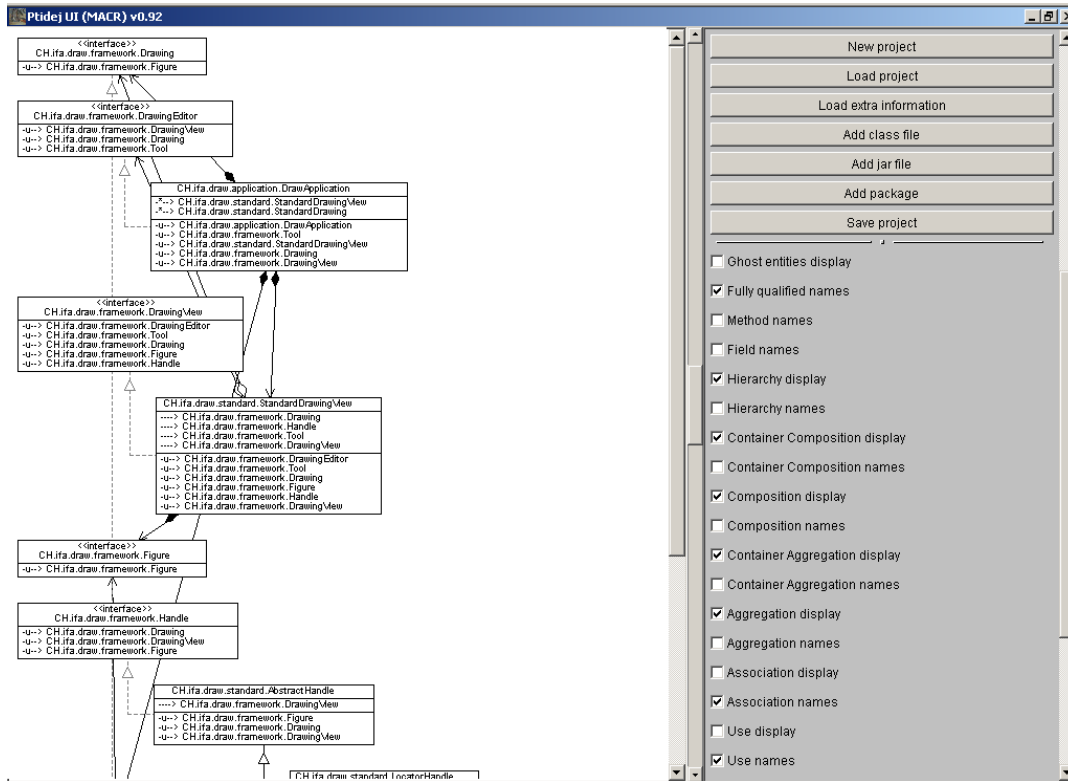 Ptidej UI (MACR) v0.92
<<interface>>
CH.ifa.draw.framework.Drawing
-u--> CH.ifa.draw.framework.Figure
<<interface>>
CH.ifa.draw.framework.DrawingEditor
-u--> CH.ifa.draw.framework.DrawingView
-u--> CH.ifa.draw.framework.Drawing
-u--> CH.ifa.draw.framework.Tool
CH.ifa.draw.application.DrawApplication
-*--> CH.ifa.draw.standard.StandardDrawingView
-*--> CH.ifa.draw.standard.StandardDrawing
-u--> CH.ifa.draw.application.DrawApplication
-u--> CH.ifa.draw.framework.Tool
-u--> CH.ifa.draw.standard.StandardDrawingView
-u--> CH.ifa.draw.framework.Drawing
-u--> CH.ifa.draw.framework.DrawingView
<<interface>>
CH.ifa.draw.framework.DrawingView
-u--> CH.ifa.draw.framework.DrawingEditor
-u--> CH.ifa.draw.framework.Tool
-u--> CH.ifa.draw.framework.Drawing
-u--> CH.ifa.draw.framework.Figure
-u--> CH.ifa.draw.framework.Handle
CH.ifa.draw.standard.StandardDrawingView
----> CH.ifa.draw.framework.Drawing
----> CH.ifa.draw.framework.Handle
----> CH.ifa.draw.framework.Tool
----> CH.ifa.draw.framework.DrawingView
-u--> CH.ifa.draw.framework.DrawingEditor
-u--> CH.ifa.draw.framework.Tool
-u--> CH.ifa.draw.framework.Drawing
-u--> CH.ifa.draw.framework.Figure
-u--> CH.ifa.draw.framework.Handle
-u--> CH.ifa.draw.framework.DrawingView
<<interface>>
CH.ifa.draw.framework.Figure
-u--> CH.ifa.draw.framework.Figure
<<interface>>
CH.ifa.draw.framework.Handle
-u--> CH.ifa.draw.framework.Drawing
-u--> CH.ifa.draw.framework.DrawingView
-u--> CH.ifa.draw.framework.Figure
CH.ifa.draw.standard.AbstractHandle
----> CH.ifa.draw.framework.DrawingView
-u--> CH.ifa.draw.framework.Figure
-u--> CH.ifa.draw.framework.Drawing
-u--> CH.ifa.draw.framework.DrawingView
CH.ifa.draw.standard.LocatorHandle
New project
Load project
Load extra information
Add class file
Add jar file
Add package
Save project
Ghost entities display
Fully qualified names
Method names
Field names
Hierarchy display
Hierarchy names
Container Composition display
Container Composition names
Composition display
Composition names
Container Aggregation display
Container Aggregation names
Aggregation display
Aggregation names
Association display
Association names
Use display
Use names